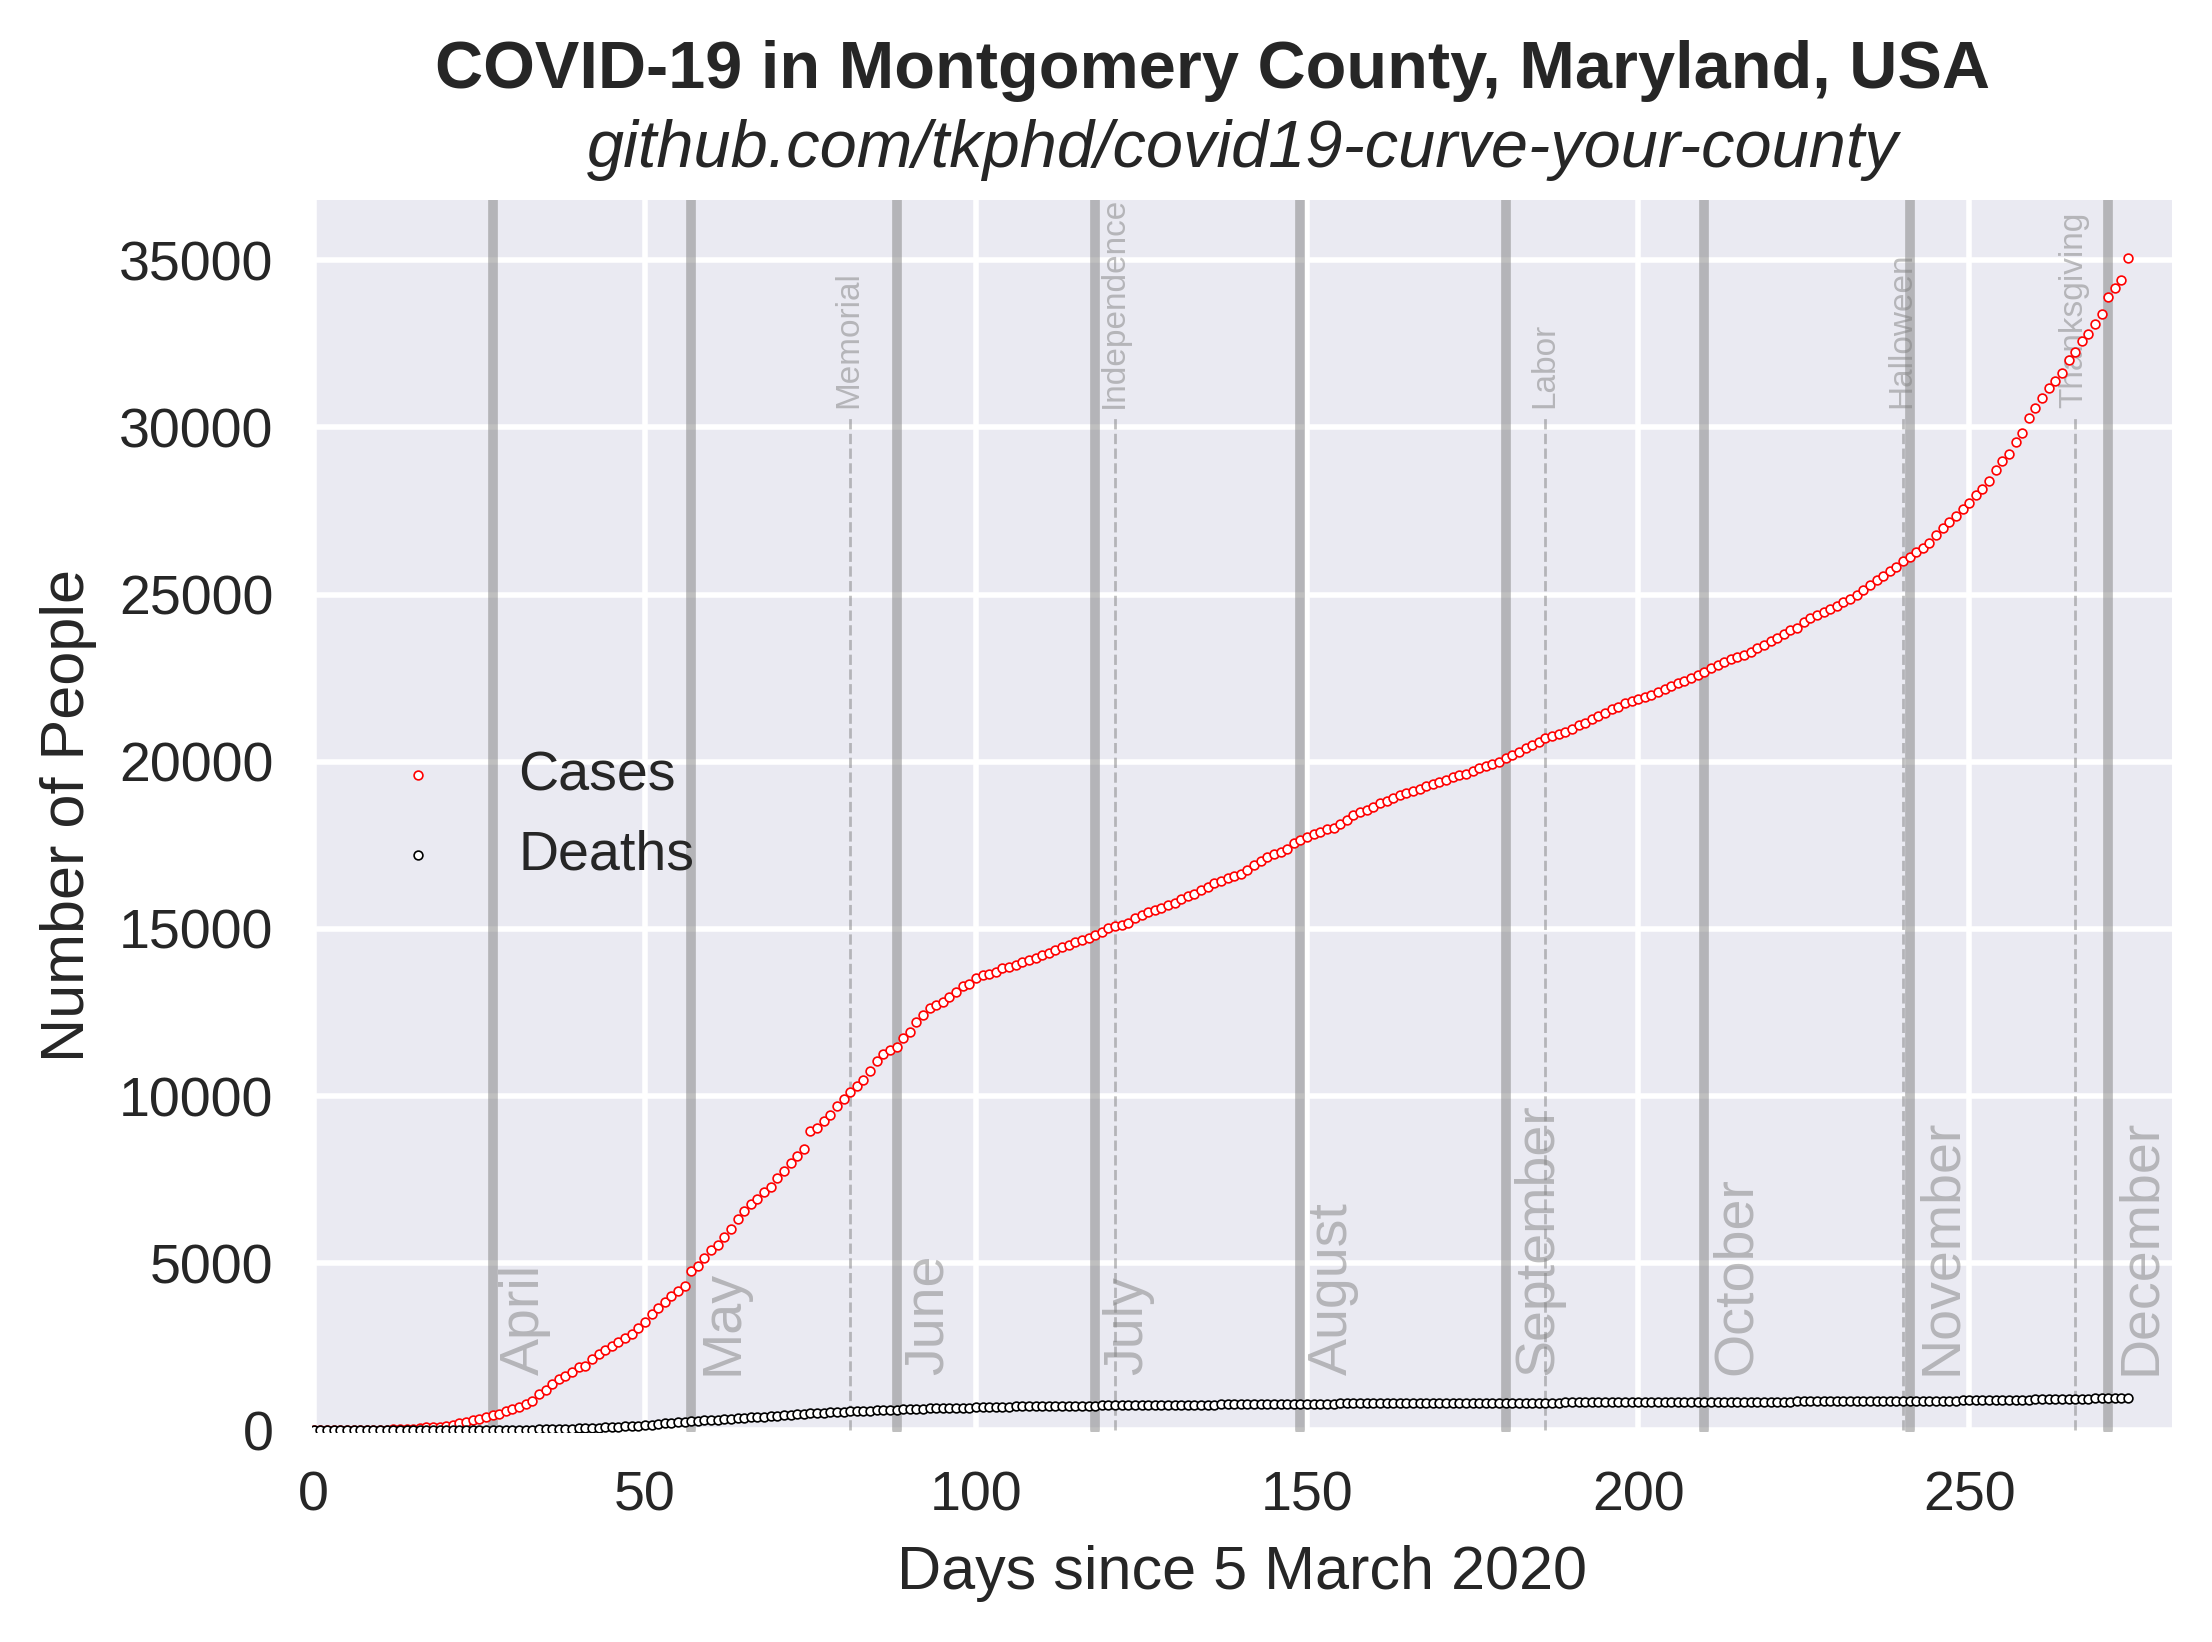 COVID-19 in Montgomery County, Maryland, USA
github.com/tkphd/covid19-curve-your-county
Number of People
35000
30000
25000
20000
15000
10000
5000
0
Memorial
Independence
Labor
Halloween
Thanksgiving
Cases
Deaths
April
May
June
July
August
September
October
November
December
0
50
100
150
200
250
Days since 5 March 2020